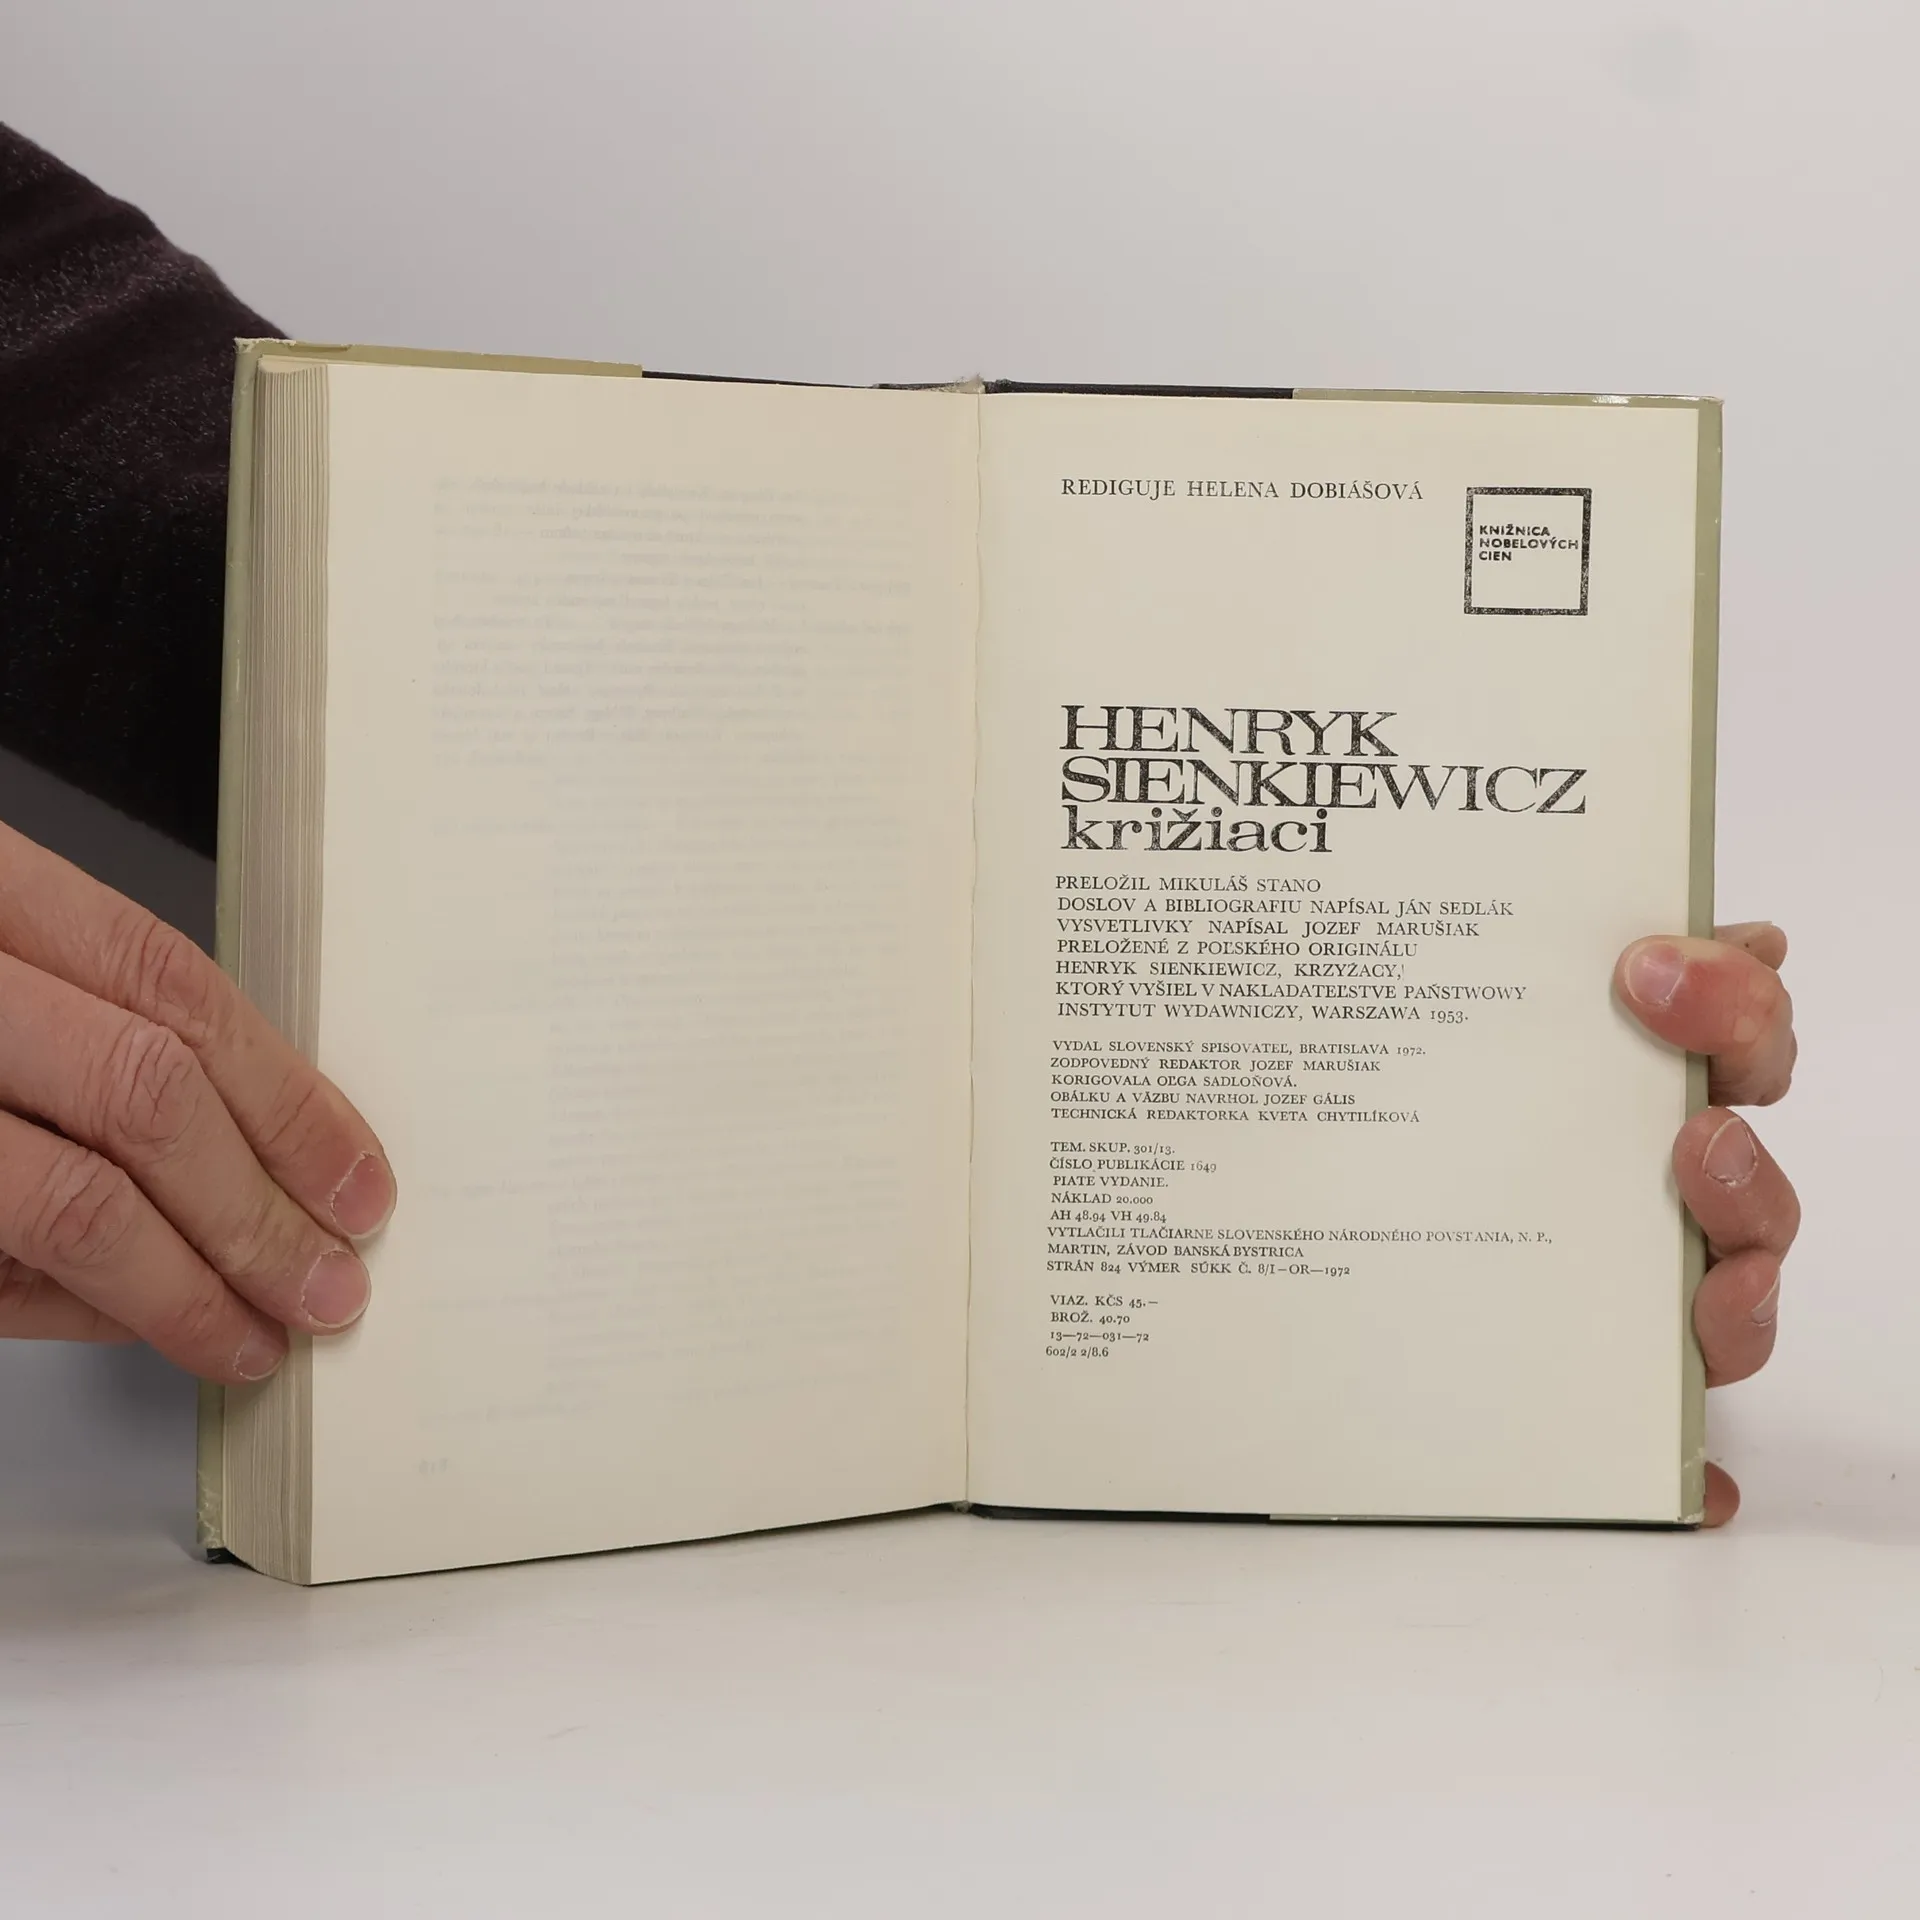 REDIGUJE HELENA DOBIÁŠOVÁ
KNIŽNICA
NOBELOVÝCH
CIEN
HENRYK
SIENKIEWICZ
križiaci
PRELOŽIL MIKULÁŠ STANO
DOSLOV A BIBLIOGRAFIU NAPÍSAL JÁN SEDLÁK
VYSVETLIVKY NAPÍSAL JOZEF MARUŠIAK
PRELOŽENÉ Z POĽSKÉHO ORIGINÁLU
HENRYK SIENKIEWICZ, KRZYŻACY,
KTORÝ VYŠIEL V NAKLADATEĽSTVE PAŃSTWOWY
INSTYTUT WYDAWNICZY, WARSZAWA 1953.
VYDAL SLOVENSKÝ SPISOVATEĽ, BRATISLAVA 1972.
ZODPOVEDNÝ REDAKTOR JOZEF MARUŠIAK
KORIGOVALA OĽGA SADLOŇOVÁ.
OBÁLKU A VÄZBU NAVRHOL JOZEF GÁLIS
TECHNICKÁ REDAKTORKA KVETA CHYTILÍKOVÁ
TEM. SKUP. 301/13.
ČÍSLO PUBLIKÁCIE 1649
PIATE VYDANIE.
NÁKLAD 20.000
AH 48.94 VH 49.84
VYTLAČILI TLAČIARNE SLOVENSKÉHO NÁRODNÉHO POVSTANIA, N. P.,
MARTIN, ZÁVOD BANSKÁ BYSTRICA
STRÁN 824 VÝMER SÚKK Č. 8/I–OR—1972
VIAZ. KČS 45.—
BROŽ. 40.70
13—72—031—72
602/2 2/8.6